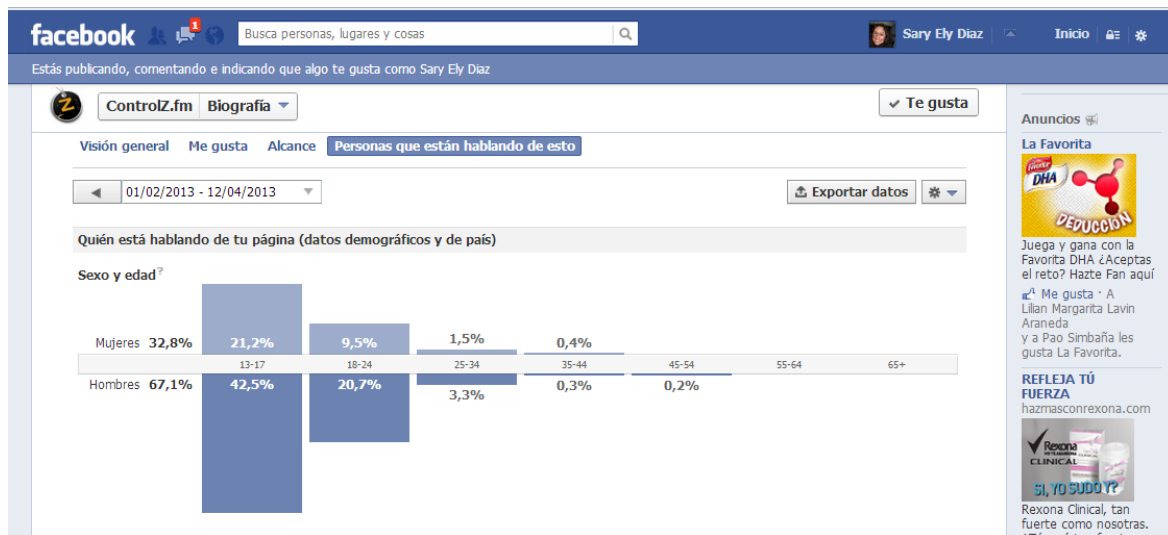 facebook
1
Busca personas, lugares y cosas
Sary Ely Diaz
Inicio
Estás publicando, comentando e indicando que algo te gusta como Sary Ely Diaz
Z
ControlZ.fm
Biografía
Te gusta
Visión general Me gusta Alcance Personas que están hablando de esto
01/02/2013 - 12/04/2013
Exportar datos
Quién está hablando de tu página (datos demográficos y de país)
Sexo y edad?
Mujeres 32,8% 21,2% 9,5% 1,5% 0,4%
13-17 18-24 25-34 35-44 45-54 55-64 65+
Hombres 67,1% 42,5% 20,7% 3,3% 0,3% 0,2%
Anuncios
La Favorita
DHA
DEDUCCIÓN
Juega y gana con la
Favorita DHA ¿Aceptas
el reto? Hazte Fan aquí
Me gusta · A
Lilian Margarita Lavin
Araneda
y a Pao Simbaña les
gusta La Favorita.
REFLEJA TÚ
FUERZA
hazmasconrexona.com
Rexona
CLINICAL
SI, YO SUDO Y?
Rexona Clinical, tan
fuerte como nosotras.